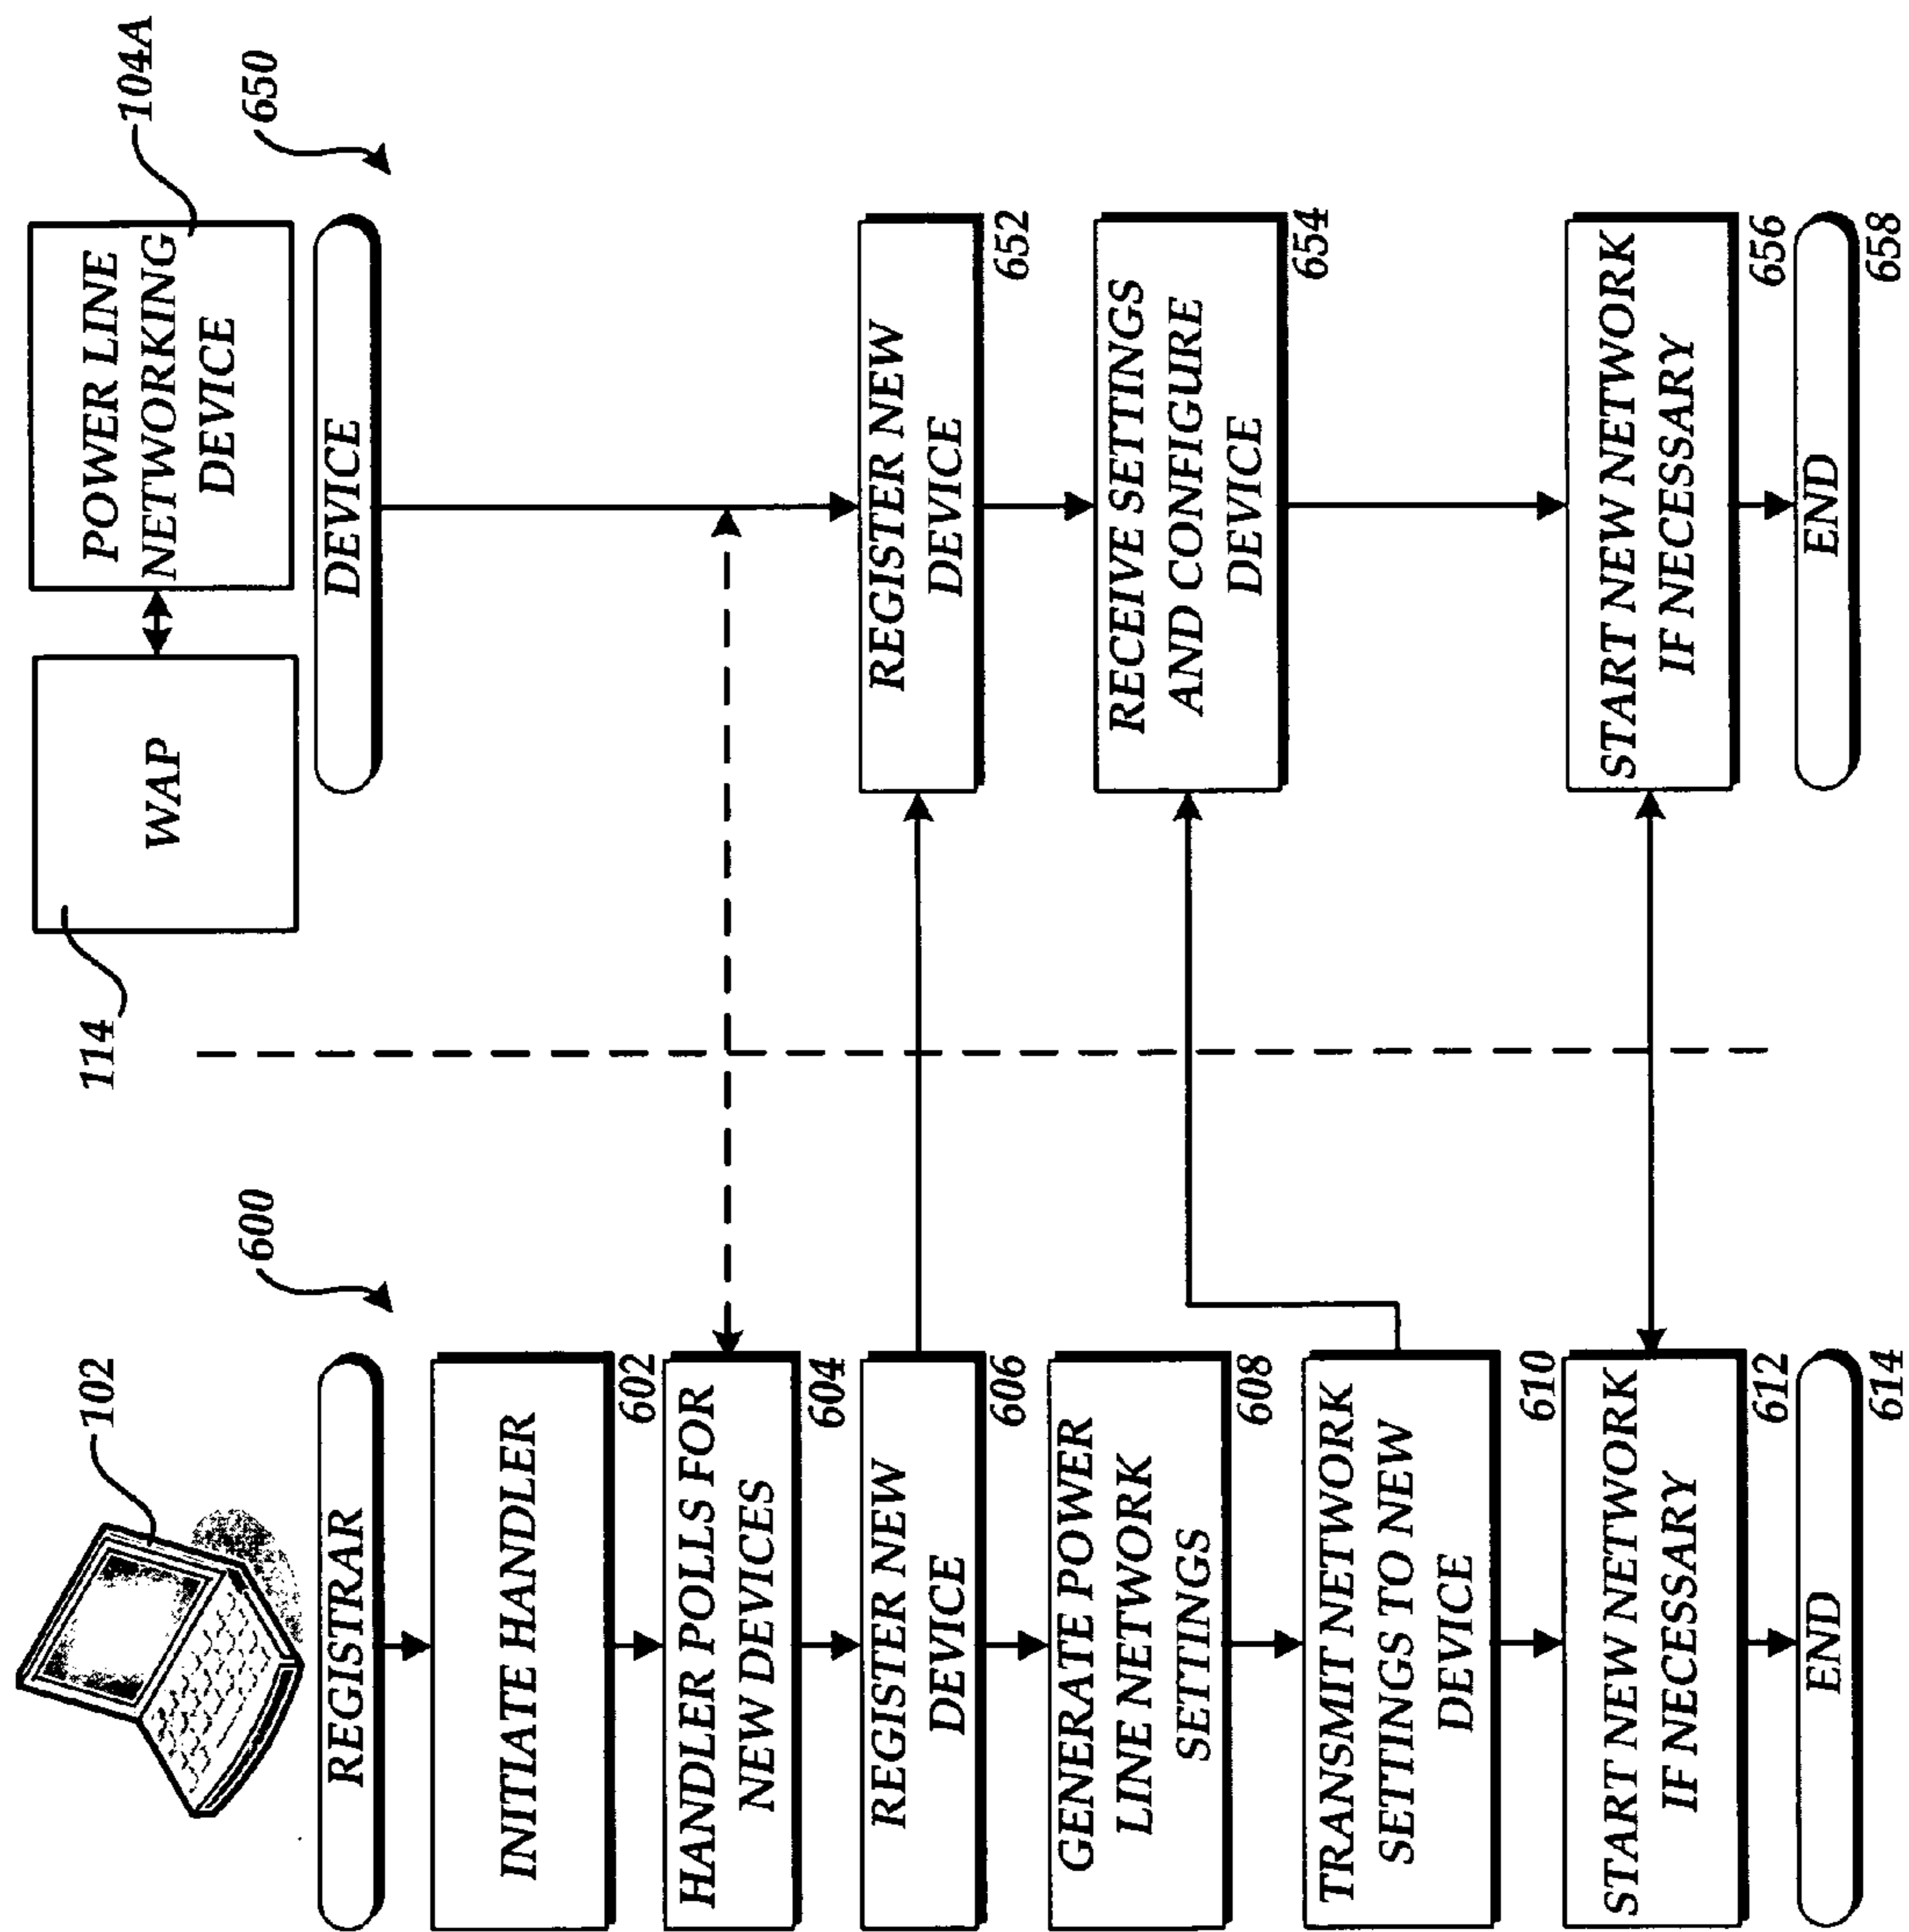 102
REGISTRAR
600
INITIATE HANDLER
602
HANDLER POLLS FOR
NEW DEVICES
604
REGISTER NEW
DEVICE
606
GENERATE POWER
LINE NETWORK
SETTINGS
608
TRANSMIT NETWORK
SETTINGS TO NEW
DEVICE
610
START NEW NETWORK
IF NECESSARY
612
END
614
114
WAP
POWER LINE
NETWORKING
DEVICE
104A
DEVICE
650
REGISTER NEW
DEVICE
652
RECEIVE SETTINGS
AND CONFIGURE
DEVICE
654
START NEW NETWORK
IF NECESSARY
656
END
658